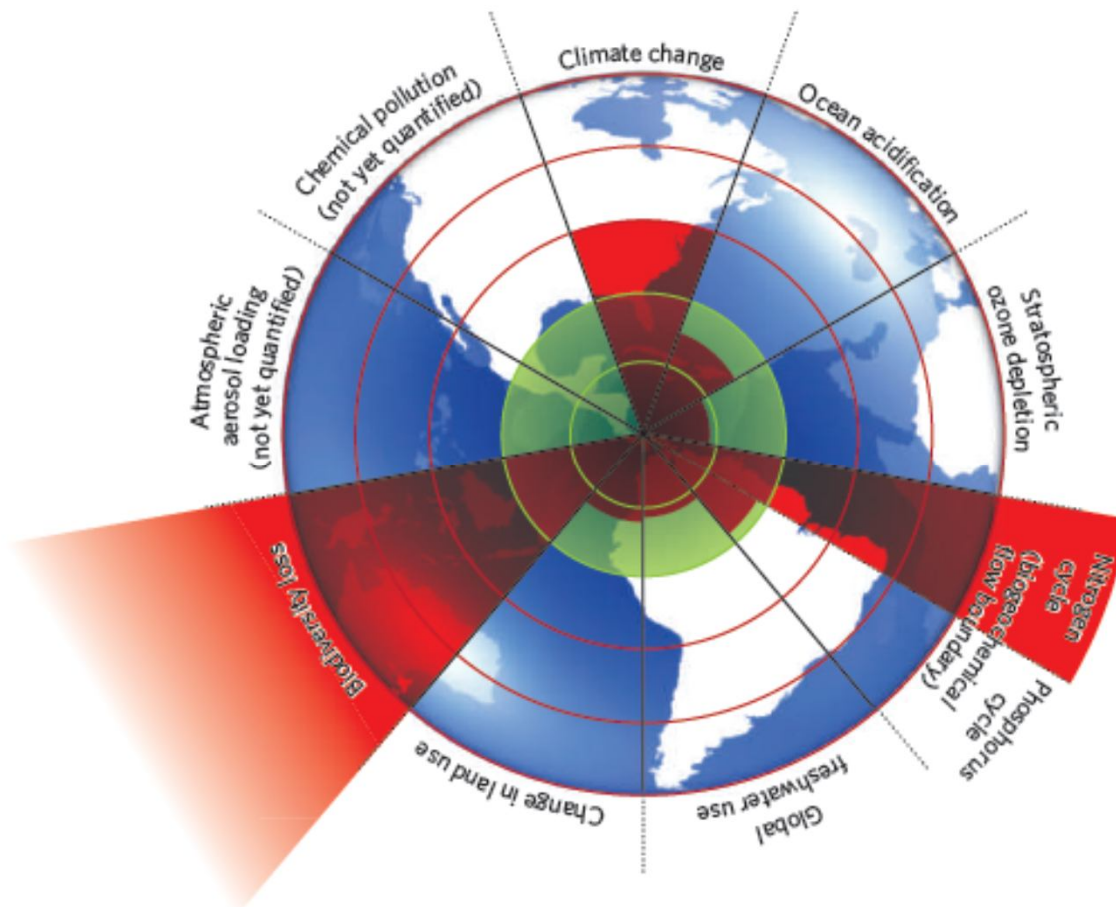 Climate change
Ocean acidification
Stratospheric
ozone depletion
Nitrogen
cycle
(biogeochemical
flow boundary)
Phosphorus
cycle
Global
freshwater use
Change in land use
Biodiversity loss
Atmospheric
aerosol loading
(not yet quantified)
Chemical pollution
(not yet quantified)